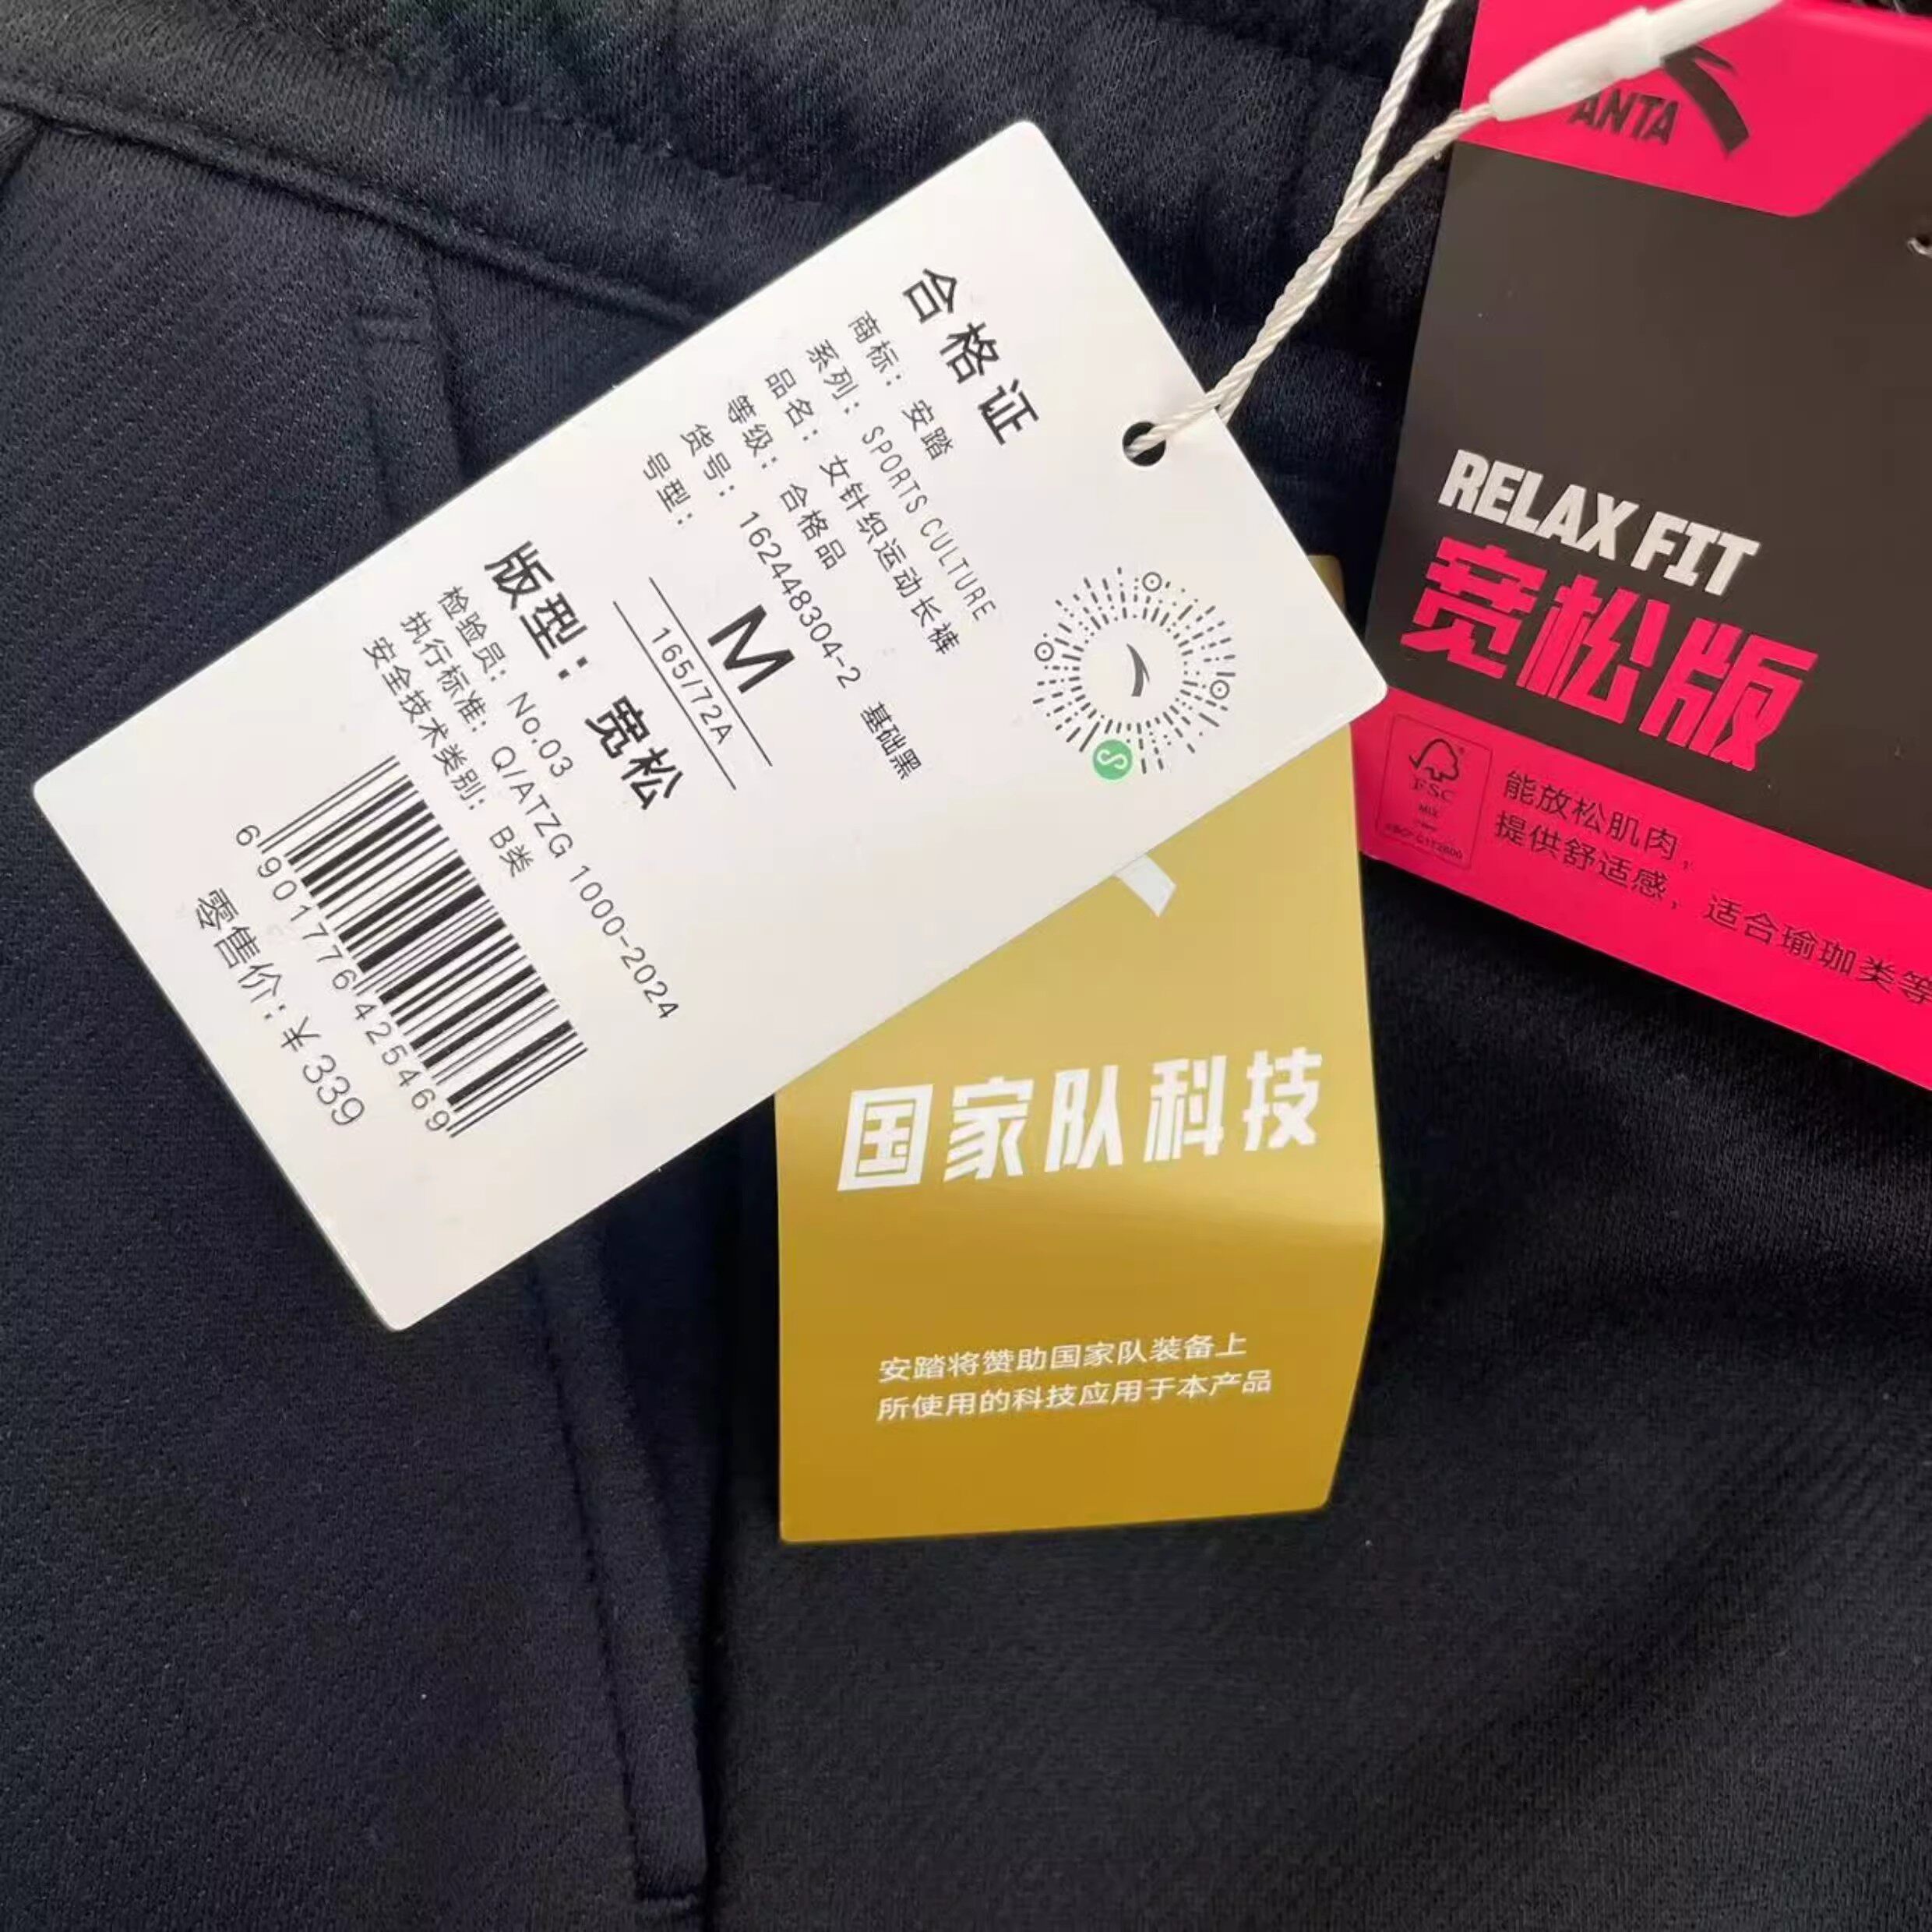 合格证
商标：安踏
系列：SPORTS CULTURE
品名：女针织运动长裤
等级：合格品
货号：162448304-2 基础黑
号型：
M
165/72A
版型：宽松
检验员：No.03
执行标准：Q/ATZG 1000-2024
安全技术类别：B类
6901776425469
零售价：¥339
ANTA
RELAX FIT
宽松版
FSC
MIX
能放松肌肉，
提供舒适感，适合瑜珈类等
国家队科技
安踏将赞助国家队装备上
所使用的科技应用于本产品